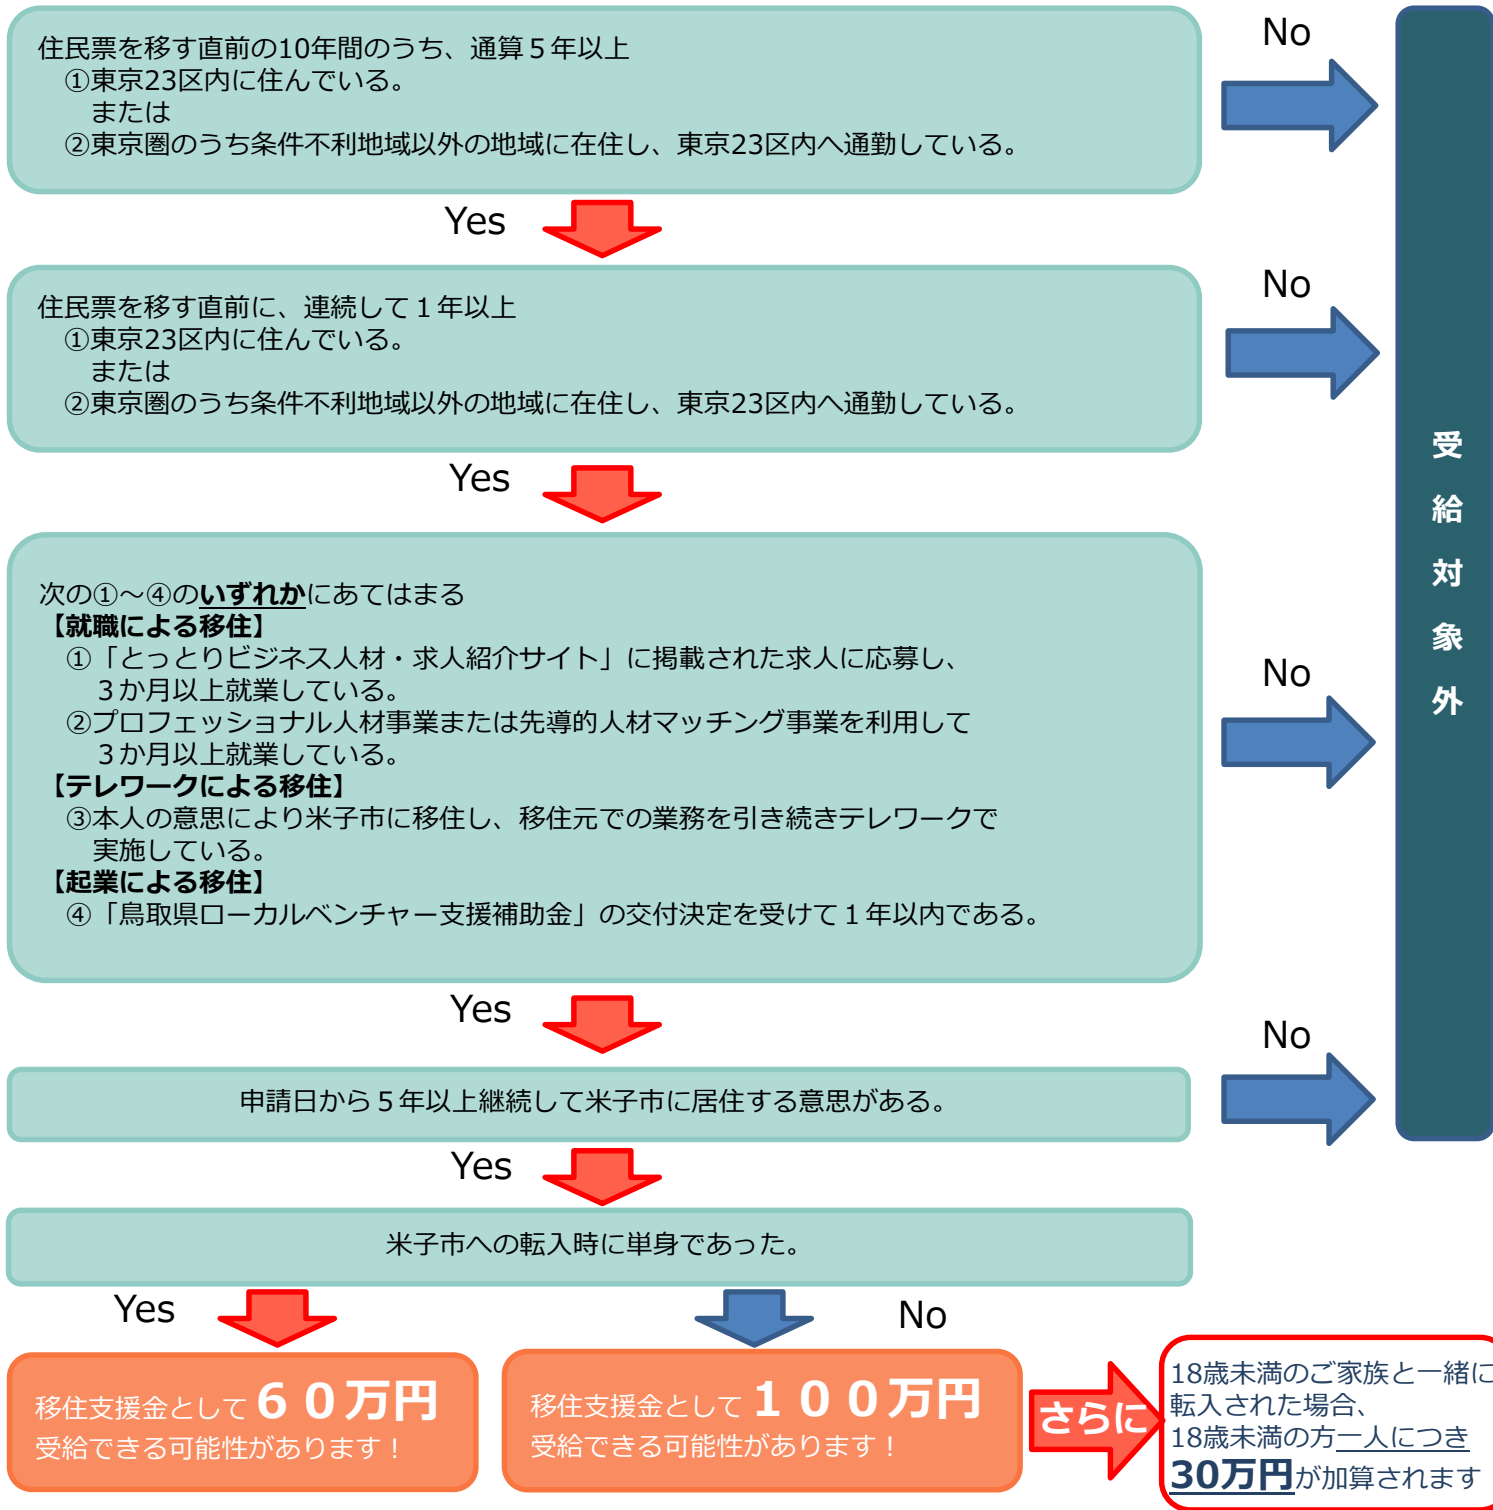 住民票を移す直前の10年間のうち、通算５年以上
①東京23区内に住んでいる。
または
②東京圏のうち条件不利地域以外の地域に在住し、東京23区内へ通勤している。
No
Yes
住民票を移す直前に、連続して１年以上
①東京23区内に住んでいる。
または
②東京圏のうち条件不利地域以外の地域に在住し、東京23区内へ通勤している。
No
Yes
次の①～④のいずれかにあてはまる
【就職による移住】
①「とっとりビジネス人材・求人紹介サイト」に掲載された求人に応募し、
３か月以上就業している。
②プロフェッショナル人材事業または先導的人材マッチング事業を利用して
３か月以上就業している。
【テレワークによる移住】
③本人の意思により米子市に移住し、移住元での業務を引き続きテレワークで
実施している。
【起業による移住】
④「鳥取県ローカルベンチャー支援補助金」の交付決定を受けて１年以内である。
No
Yes
申請日から５年以上継続して米子市に居住する意思がある。
No
受給対象外
Yes
米子市への転入時に単身であった。
Yes
No
移住支援金として６０万円
受給できる可能性があります！
移住支援金として１００万円
受給できる可能性があります！
さらに
18歳未満のご家族と一緒に
転入された場合、
18歳未満の方一人につき
30万円が加算されます